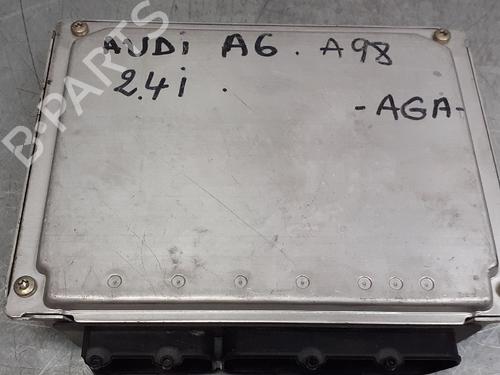 B-PARTS
AUDi A6 . A98
2.4i .
- AGA -